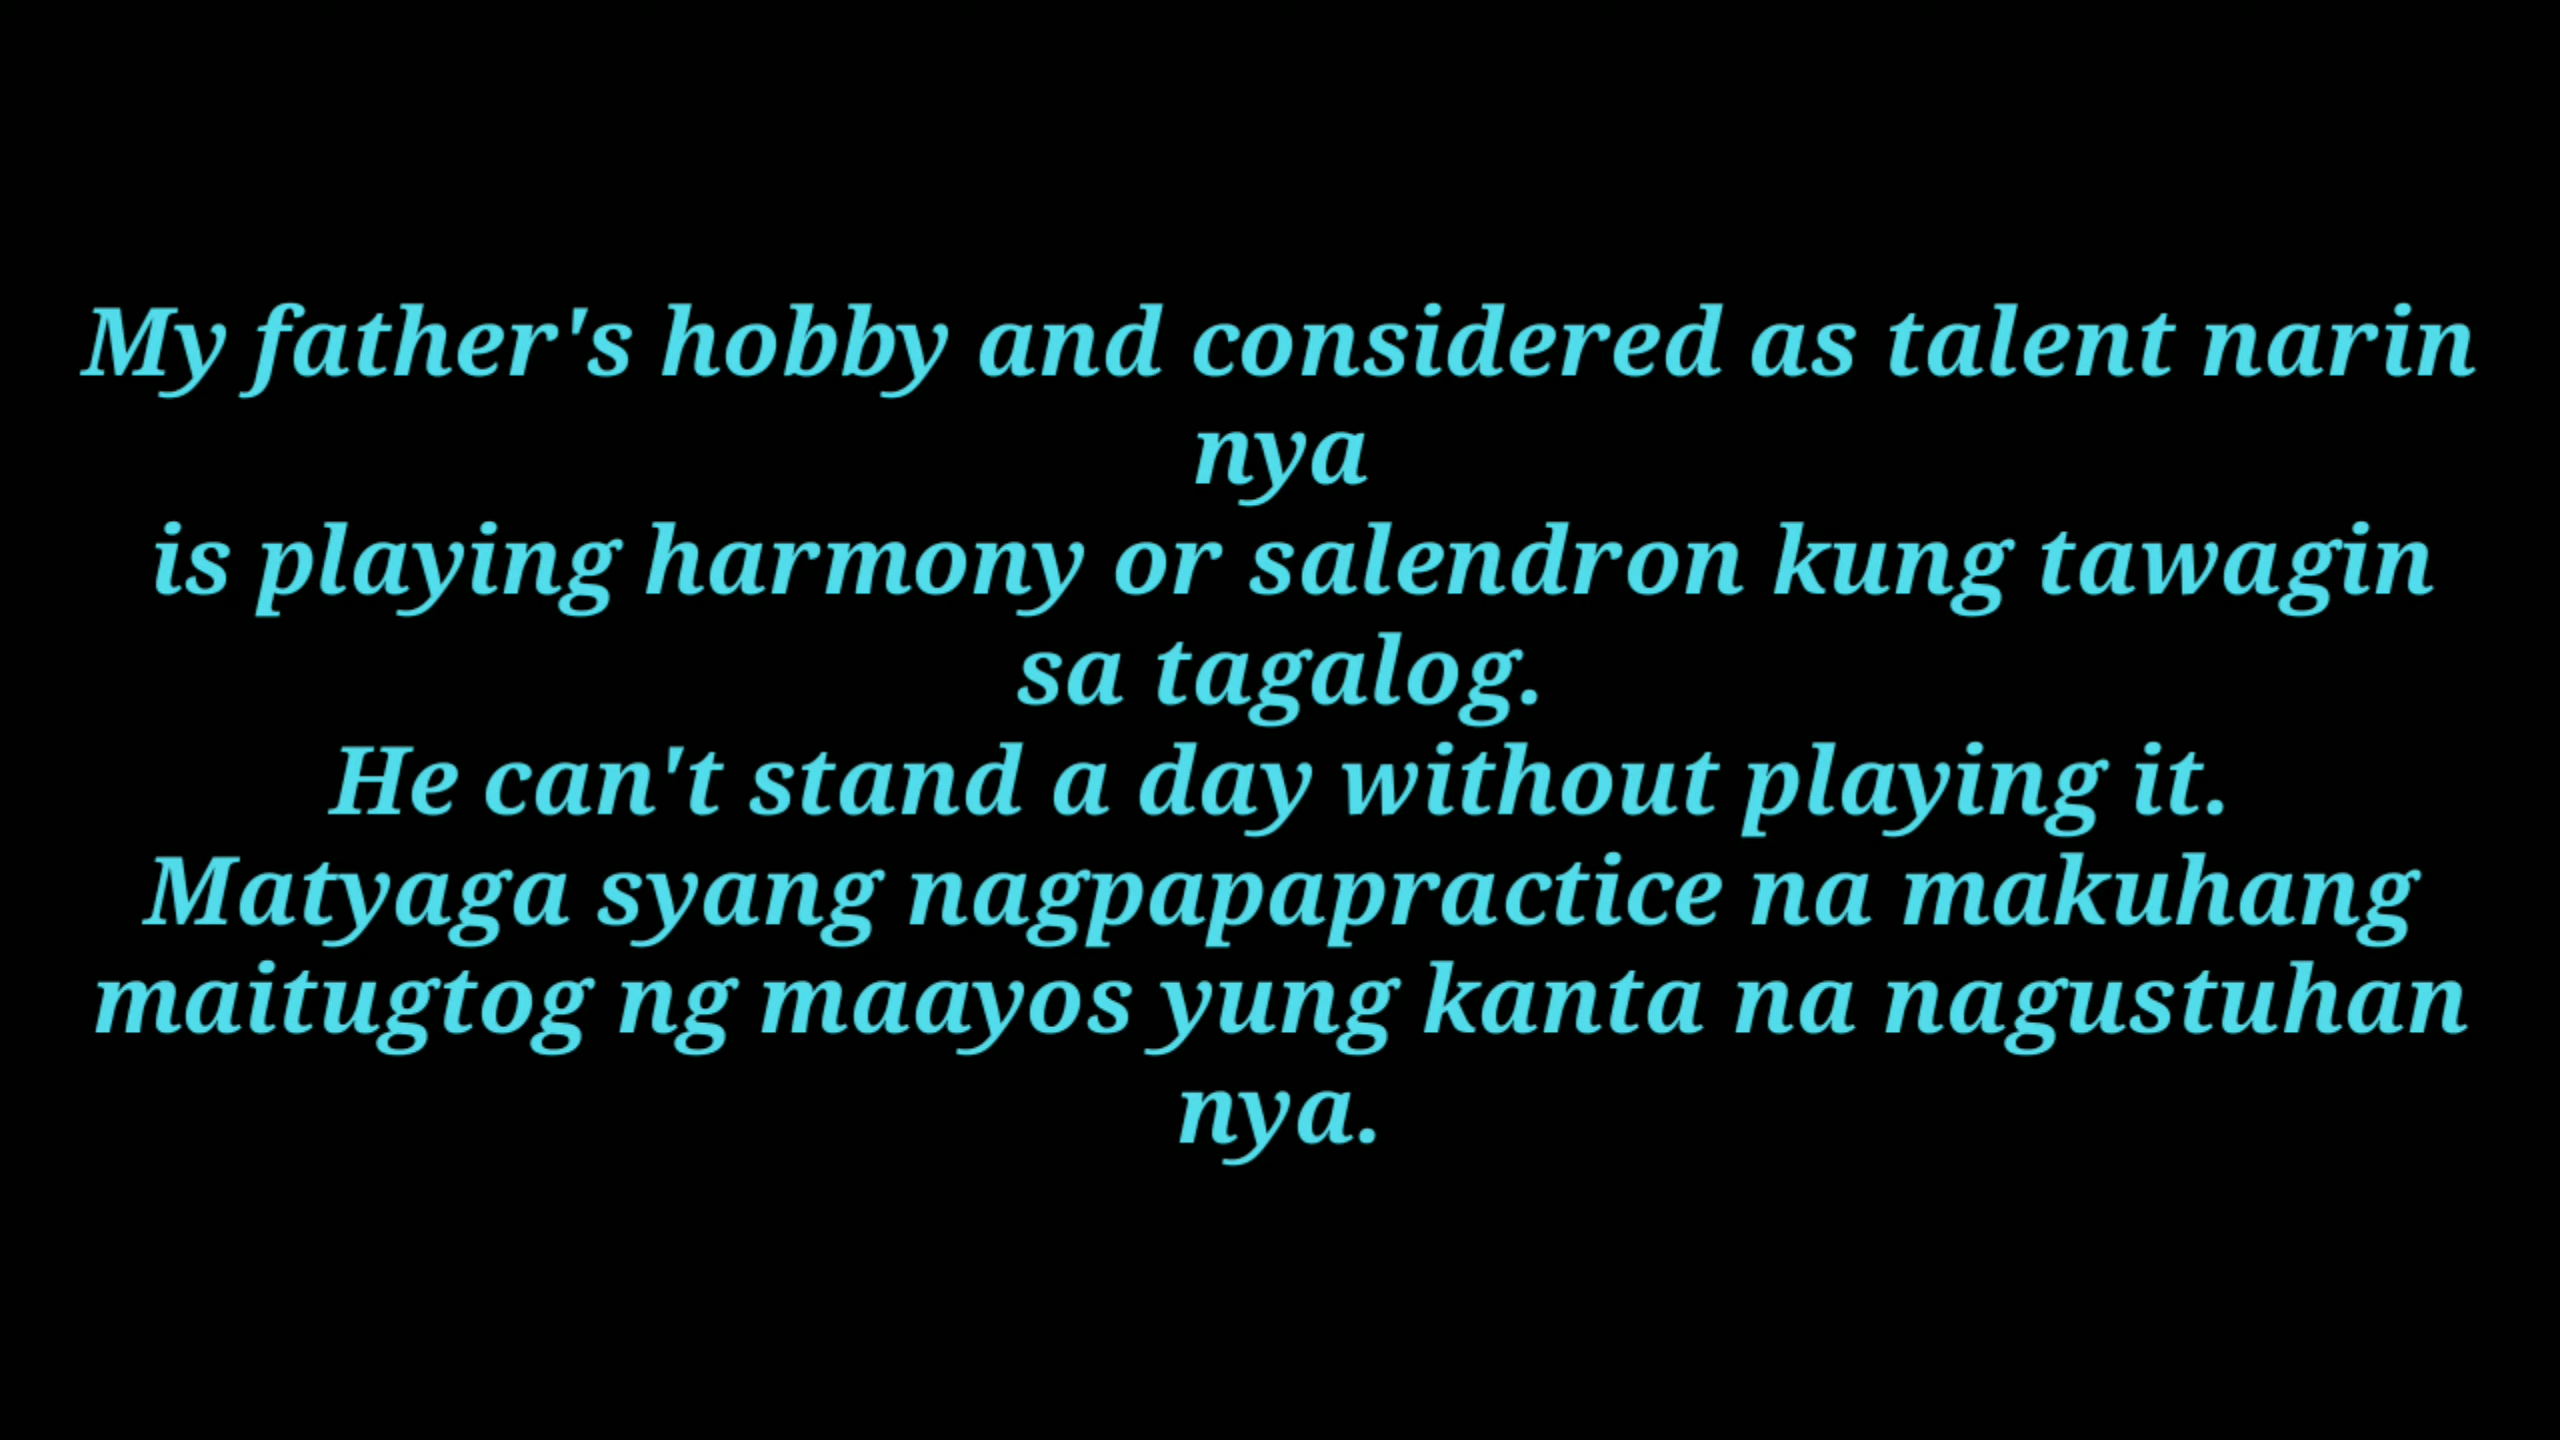 My father's hobby and considered as talent narin
nya
is playing harmony or salendron kung tawagin
sa tagalog.
He can't stand a day without playing it.
Matyaga syang nagpapapractice na makuhang
maitugtog ng maayos yung kanta na nagustuhan
nya.